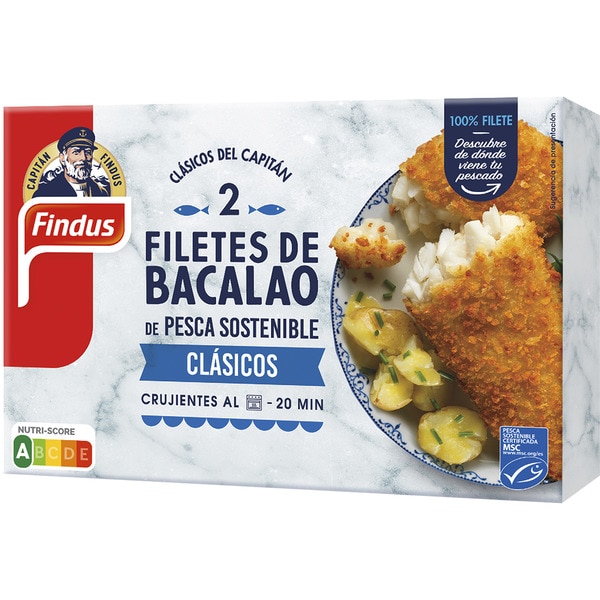 CAPITÁN FINDUS
Findus
CLÁSICOS DEL CAPITÁN
2
FILETES DE
BACALAO
DE PESCA SOSTENIBLE
CLÁSICOS
CRUJIENTES AL - 20 MIN
NUTRI-SCORE
A B C D E
100% FILETE
Descubre
de dónde
viene tu
pescado
Sugerencia de presentación
PESCA
SOSTENIBLE
CERTIFICADA
MSC
www.msc.org/es